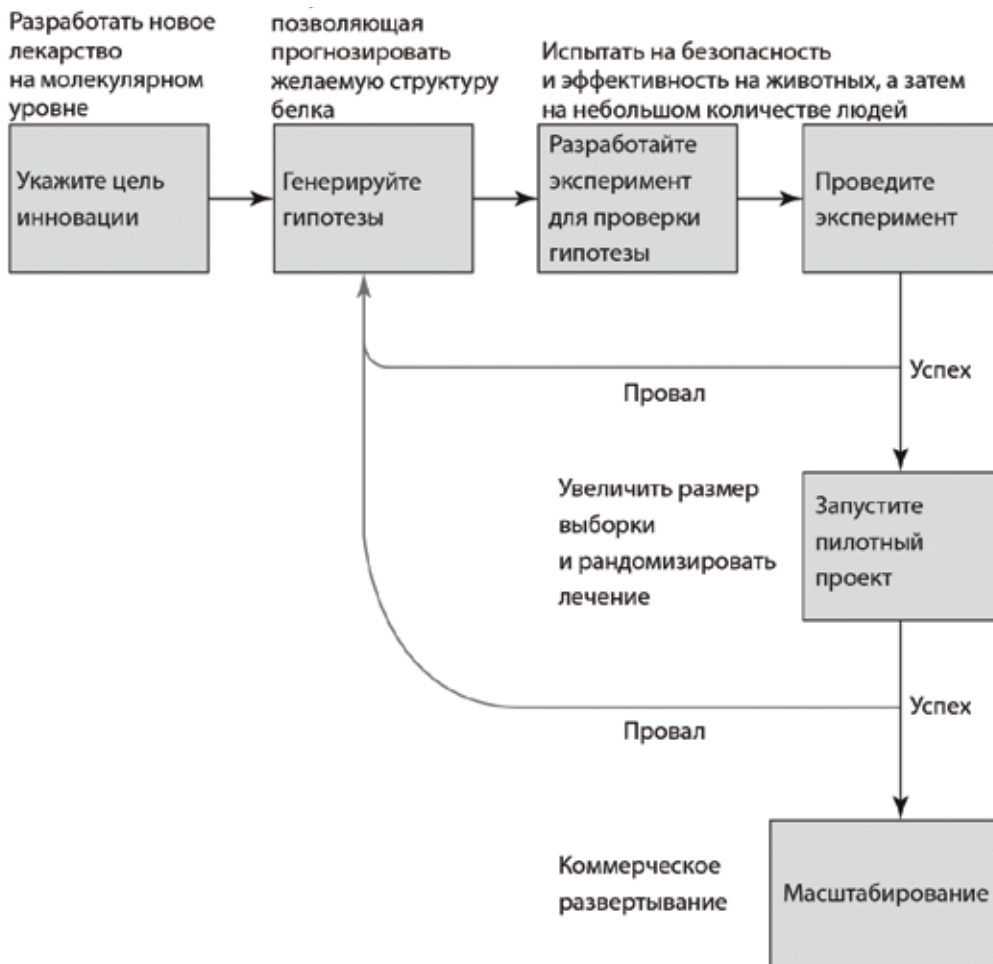 Разработать новое
лекарство
на молекулярном
уровне
позволяющая
прогнозировать
желаемую структуру
белка
Испытать на безопасность
и эффективность на животных, а затем
на небольшом количестве людей
Укажите цель
инновации
Генерируйте
гипотезы
Разработайте
эксперимент
для проверки
гипотезы
Проведите
эксперимент
Успех
Провал
Увеличить размер
выборки
и рандомизировать
лечение
Запустите
пилотный
проект
Успех
Провал
Коммерческое
развертывание
Масштабирование